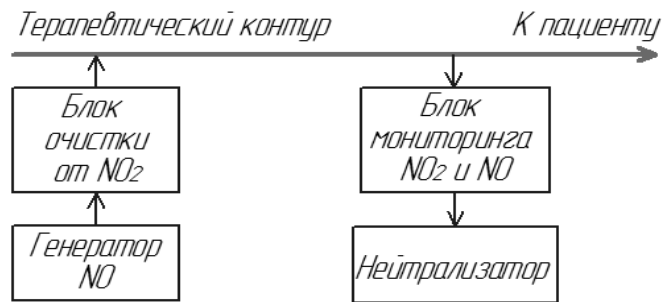 Терапевтический контур
К пациенту
Блок
очистки
от NO₂
Блок
мониторинга
NO₂ и NO
Генератор
NO
Нейтрализатор